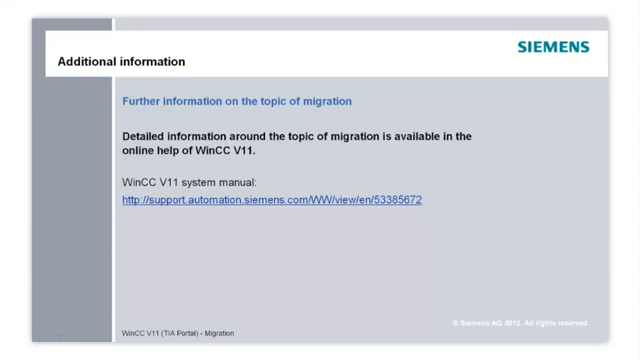 SIEMENS
Additional information
Further information on the topic of migration
Detailed information around the topic of migration is available in the
online help of WinCC V11.
WinCC V11 system manual:
http://support.automation.siemens.com/WW/view/en/53385672
© Siemens AG 2012. All rights reserved.
WinCC V11 (TIA Portal) - Migration